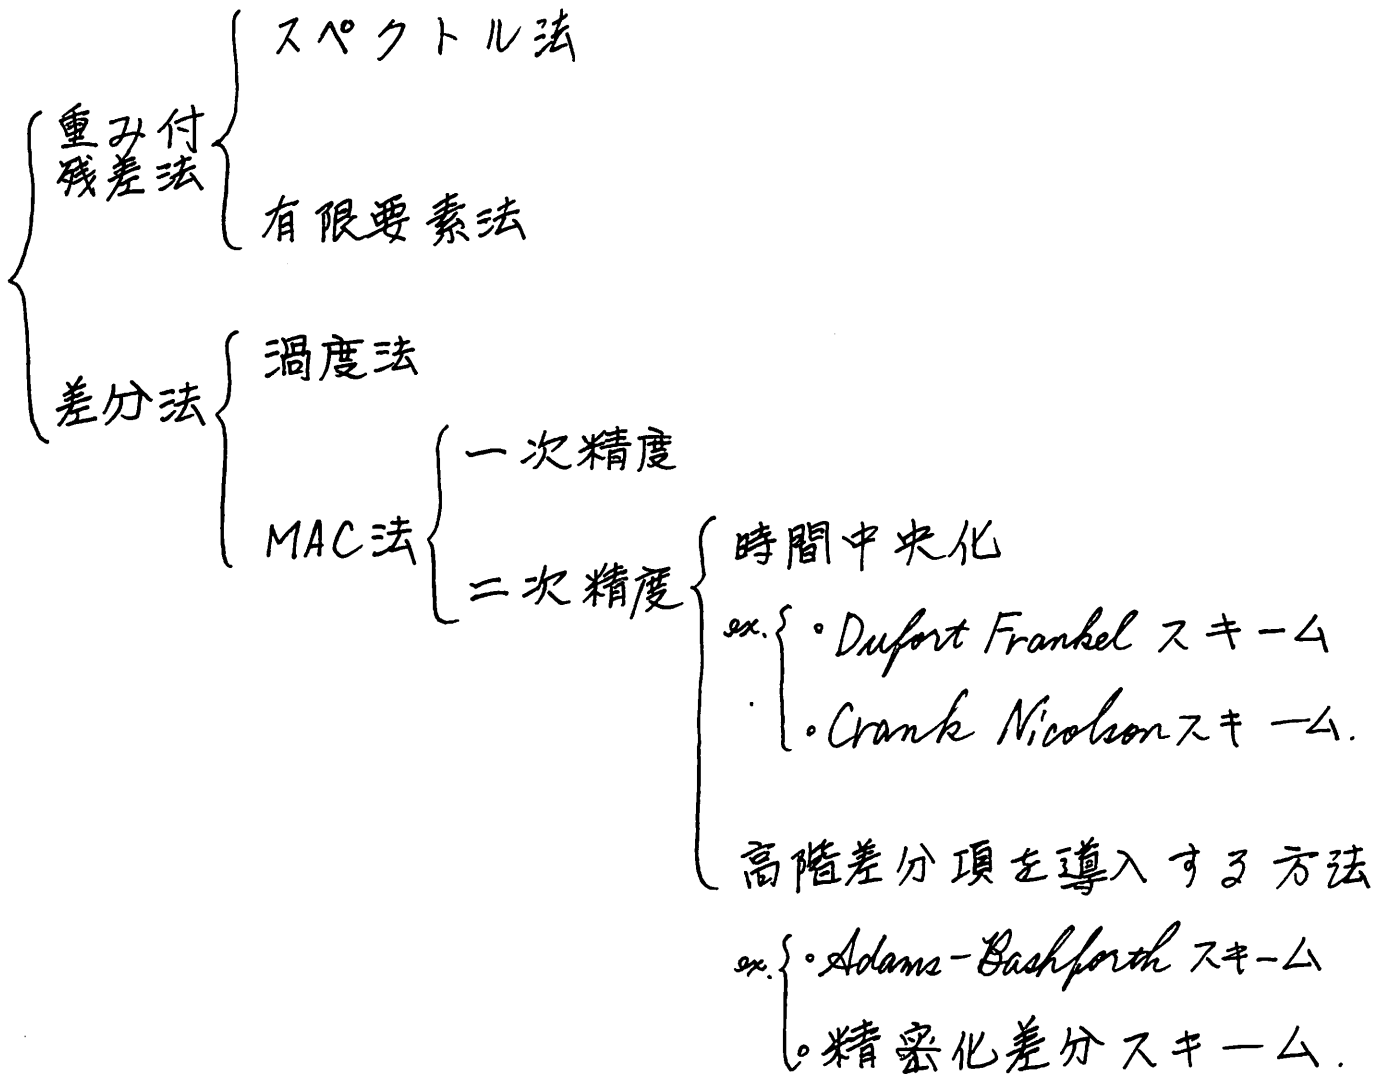 スペクトル法
重み付
残差法
有限要素法
渦度法
差分法
一次精度
MAC法
二次精度
時間中央化
ex. ・Dufort Frankel スキーム
・Crank Nicolson スキーム.
高階差分項を導入する方法
ex. ・Adams-Bashforth スキーム
・精密化差分スキーム.